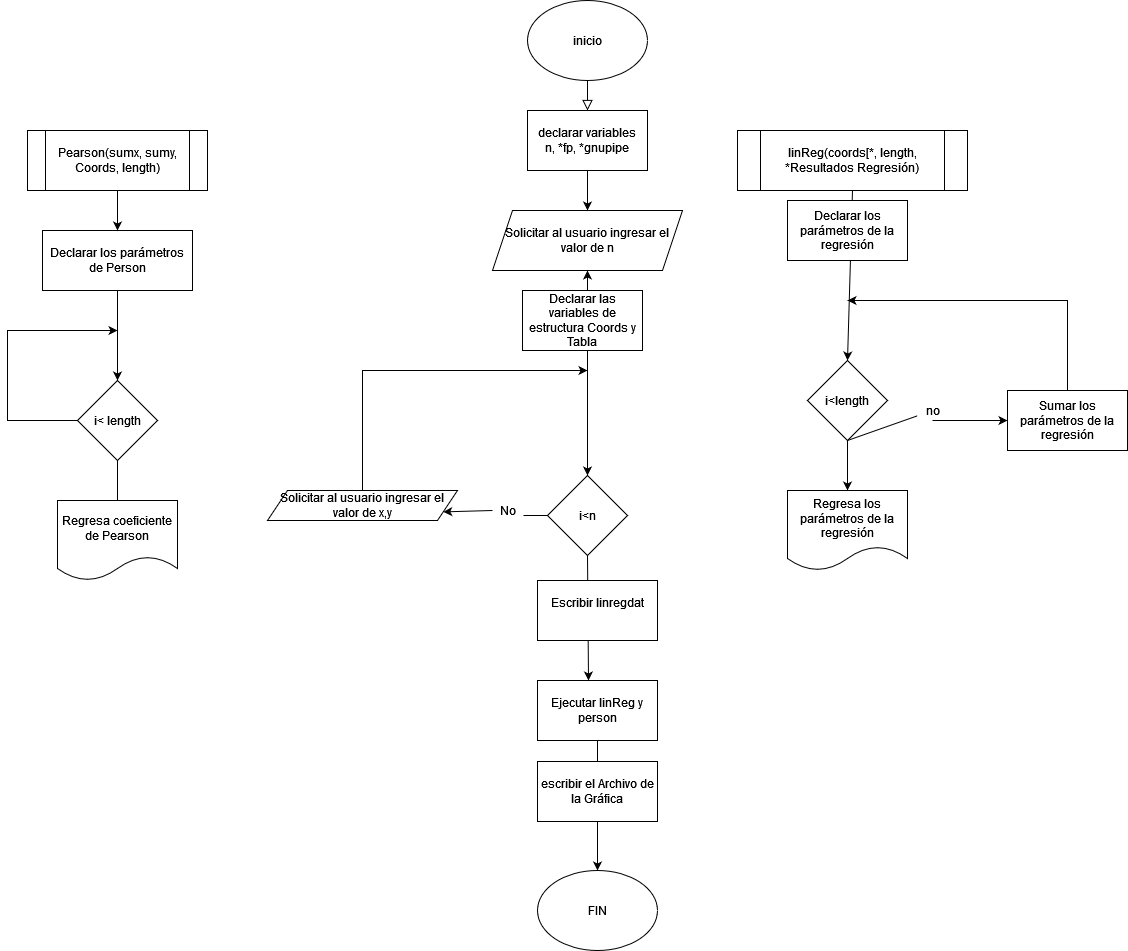 inicio
declarar variables
n, *fp, *gnupipe
Solicitar al usuario ingresar el
valor de n
Declarar las
variables de
estructura Coords y
Tabla
Solicitar al usuario ingresar el
valor de x,y
No
i<n
Escribir linregdat
Ejecutar linReg y
person
escribir el Archivo de
la Gráfica
FIN
Pearson(sumx, sumy,
Coords, length)
Declarar los parámetros
de Person
i< length
Regresa coeficiente
de Pearson
linReg(coords[*, length,
*Resultados Regresión)
Declarar los
parámetros de la
regresión
i<length
no
Sumar los
parámetros de la
regresión
Regresa los
parámetros de la
regresión